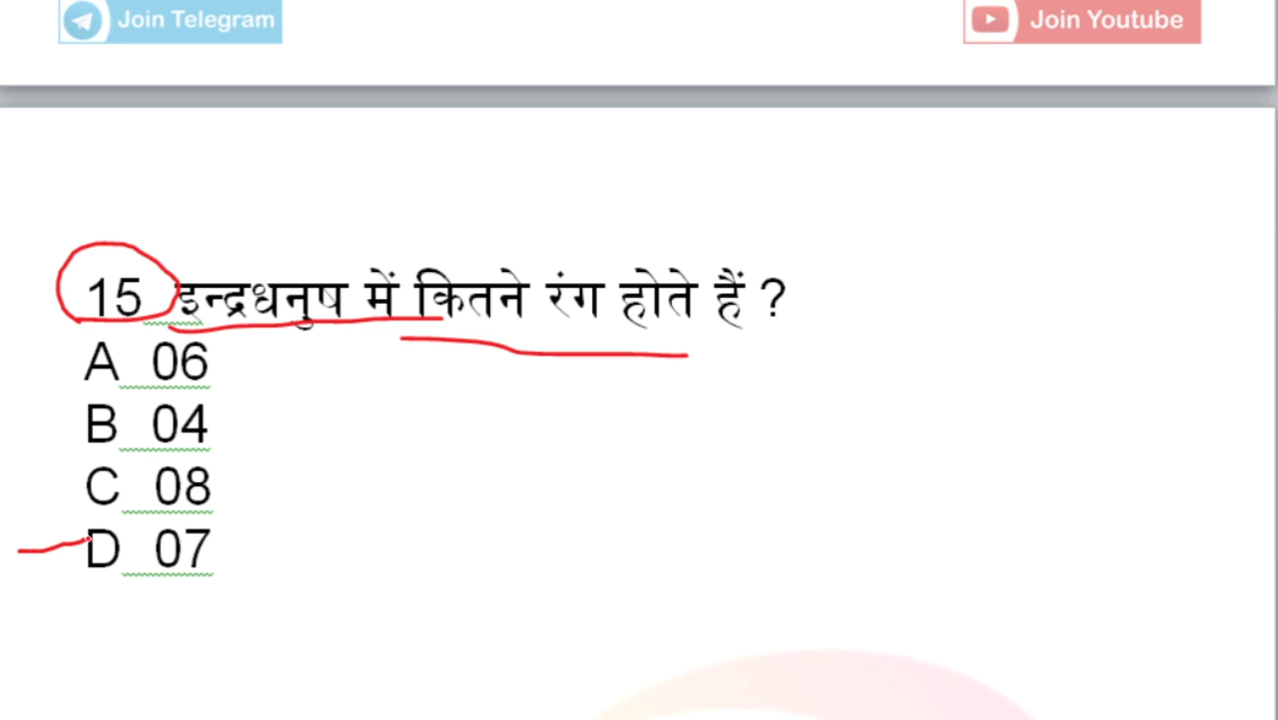 Join Telegram
Join Youtube
15 इन्द्रधनुष में कितने रंग होते हैं ?
A 06
B 04
C 08
D 07